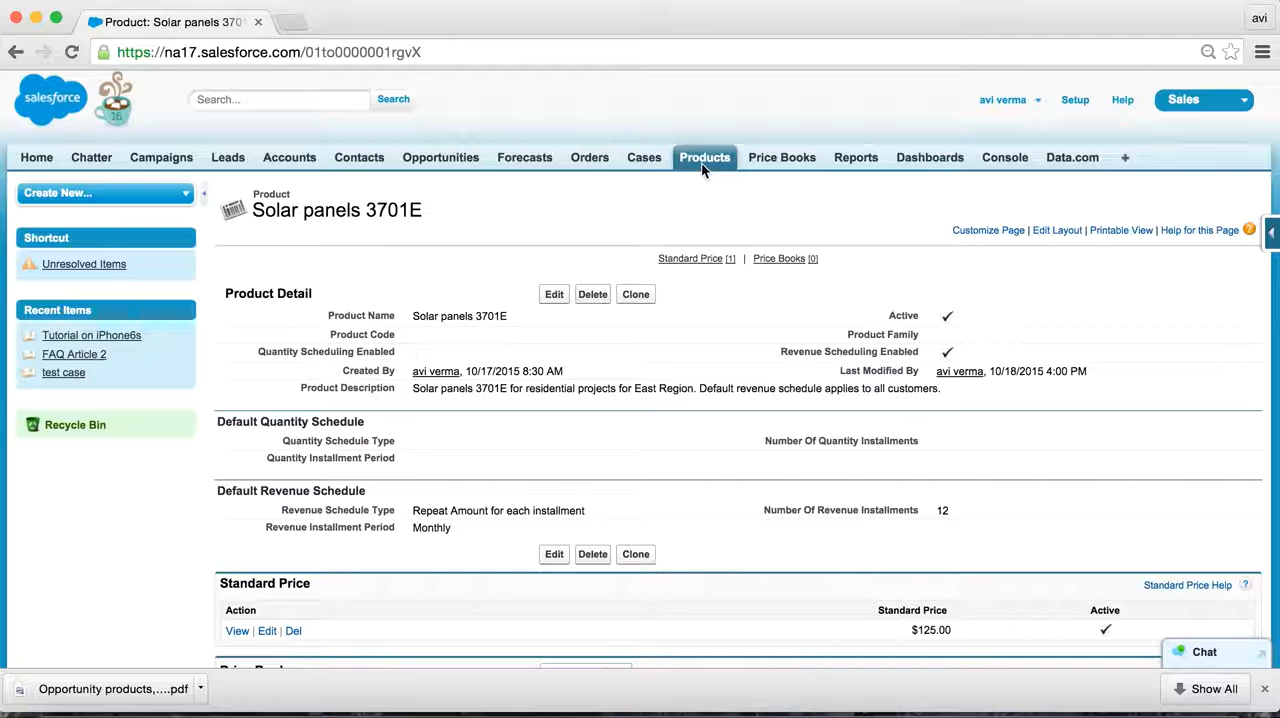 Product: Solar panels 3701
avi
https://na17.salesforce.com/01to0000001rgvX
salesforce
16
Search...
Search
avi verma
Setup
Help
Sales
Home
Chatter
Campaigns
Leads
Accounts
Contacts
Opportunities
Forecasts
Orders
Cases
Products
Price Books
Reports
Dashboards
Console
Data.com
+
Create New...
Shortcut
Unresolved Items
Recent Items
Tutorial on iPhone6s
FAQ Article 2
test case
Recycle Bin
Product
Solar panels 3701E
Customize Page | Edit Layout | Printable View | Help for this Page
Standard Price [1] | Price Books [0]
Product Detail
Edit
Delete
Clone
Product Name Solar panels 3701E
Active
Product Code
Product Family
Quantity Scheduling Enabled
Revenue Scheduling Enabled
Created By avi verma, 10/17/2015 8:30 AM
Last Modified By avi verma, 10/18/2015 4:00 PM
Product Description Solar panels 3701E for residential projects for East Region. Default revenue schedule applies to all customers.
Default Quantity Schedule
Quantity Schedule Type
Number Of Quantity Installments
Quantity Installment Period
Default Revenue Schedule
Revenue Schedule Type Repeat Amount for each installment
Number Of Revenue Installments 12
Revenue Installment Period Monthly
Edit
Delete
Clone
Standard Price
Standard Price Help ?
Action
Standard Price
Active
View | Edit | Del
$125.00
Chat
Opportunity products,....pdf
Show All